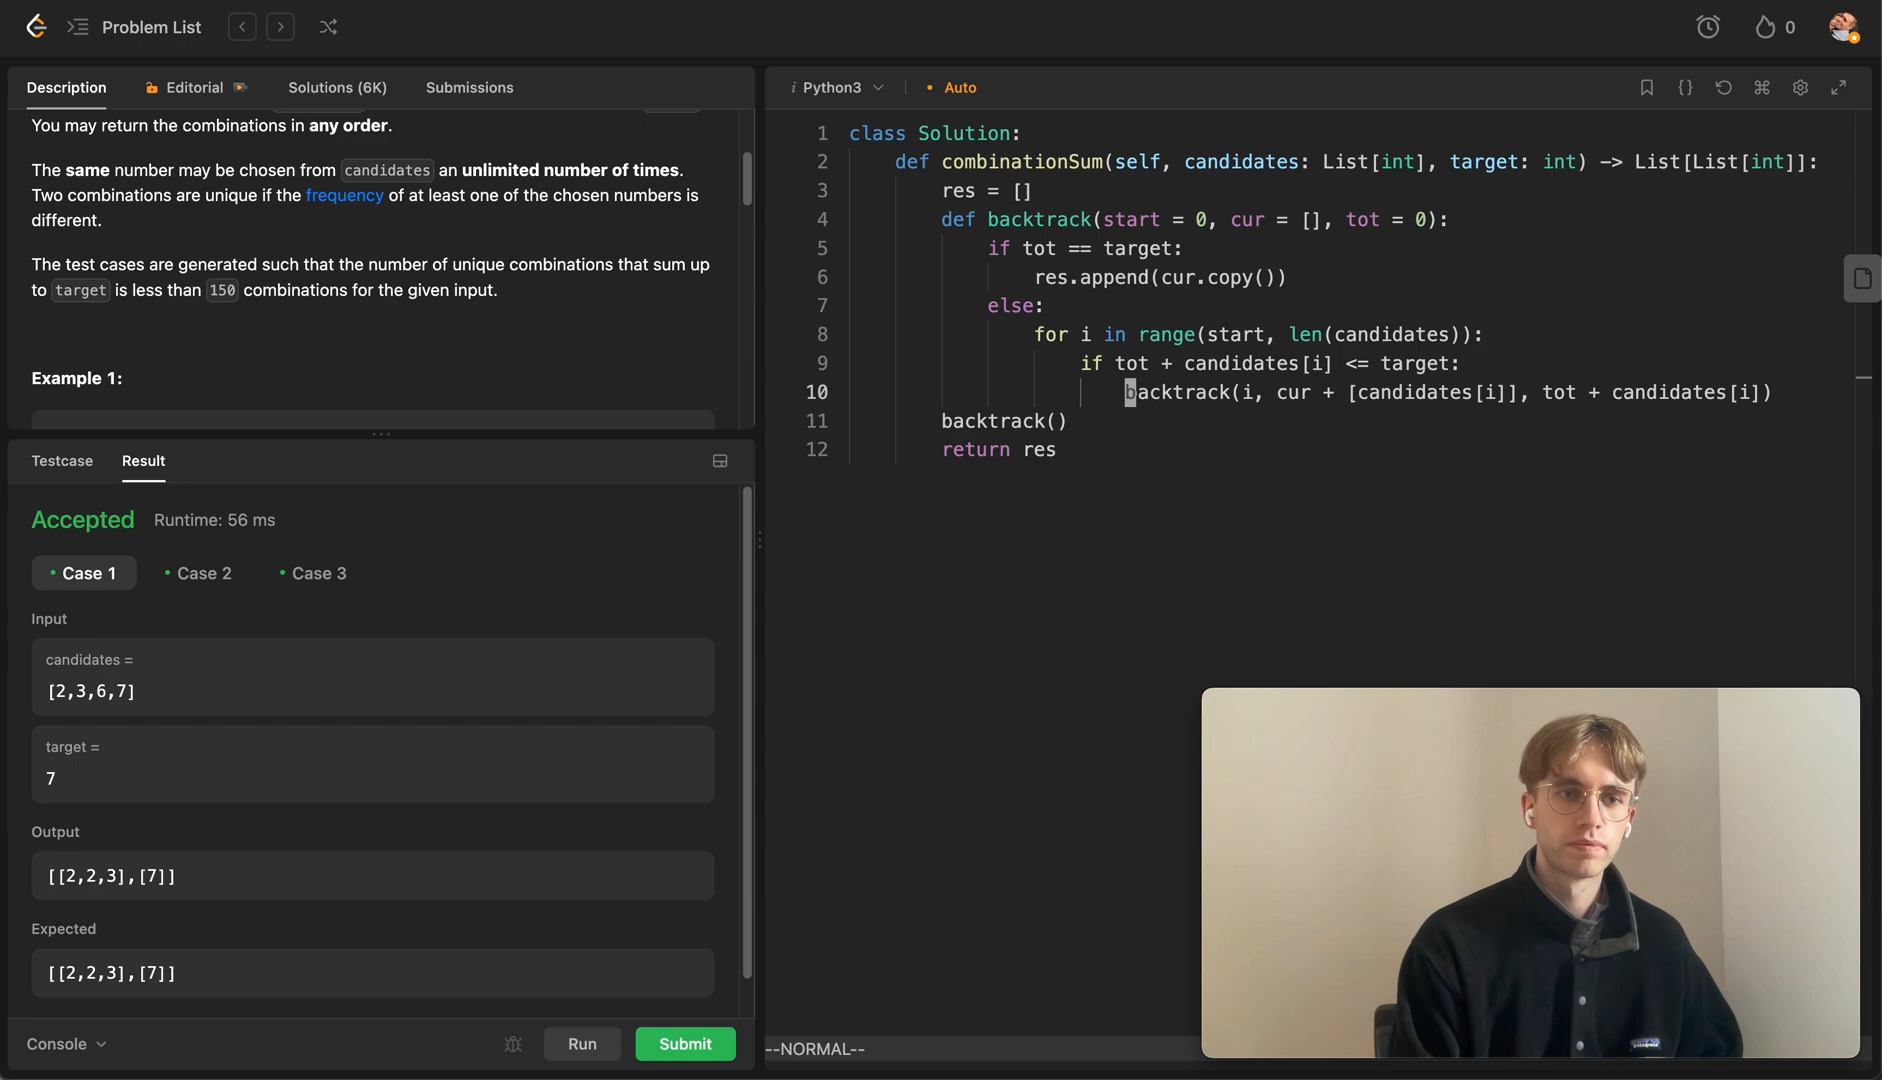 Problem List
0
Description
Editorial
Solutions (6K)
Submissions
You may return the combinations in any order.
The same number may be chosen from candidates an unlimited number of times.
Two combinations are unique if the frequency of at least one of the chosen numbers is
different.
The test cases are generated such that the number of unique combinations that sum up
to target is less than 150 combinations for the given input.
Example 1:
Testcase
Result
Accepted Runtime: 56 ms
Case 1
Case 2
Case 3
Input
candidates =
[2,3,6,7]
target =
7
Output
[[2,2,3],[7]]
Expected
[[2,2,3],[7]]
Console
Run
Submit
i Python3
Auto
1 class Solution:
2 def combinationSum(self, candidates: List[int], target: int) -> List[List[int]]:
3 res = []
4 def backtrack(start = 0, cur = [], tot = 0):
5 if tot == target:
6 res.append(cur.copy())
7 else:
8 for i in range(start, len(candidates)):
9 if tot + candidates[i] <= target:
10 backtrack(i, cur + [candidates[i]], tot + candidates[i])
11 backtrack()
12 return res
--NORMAL--
patagonia